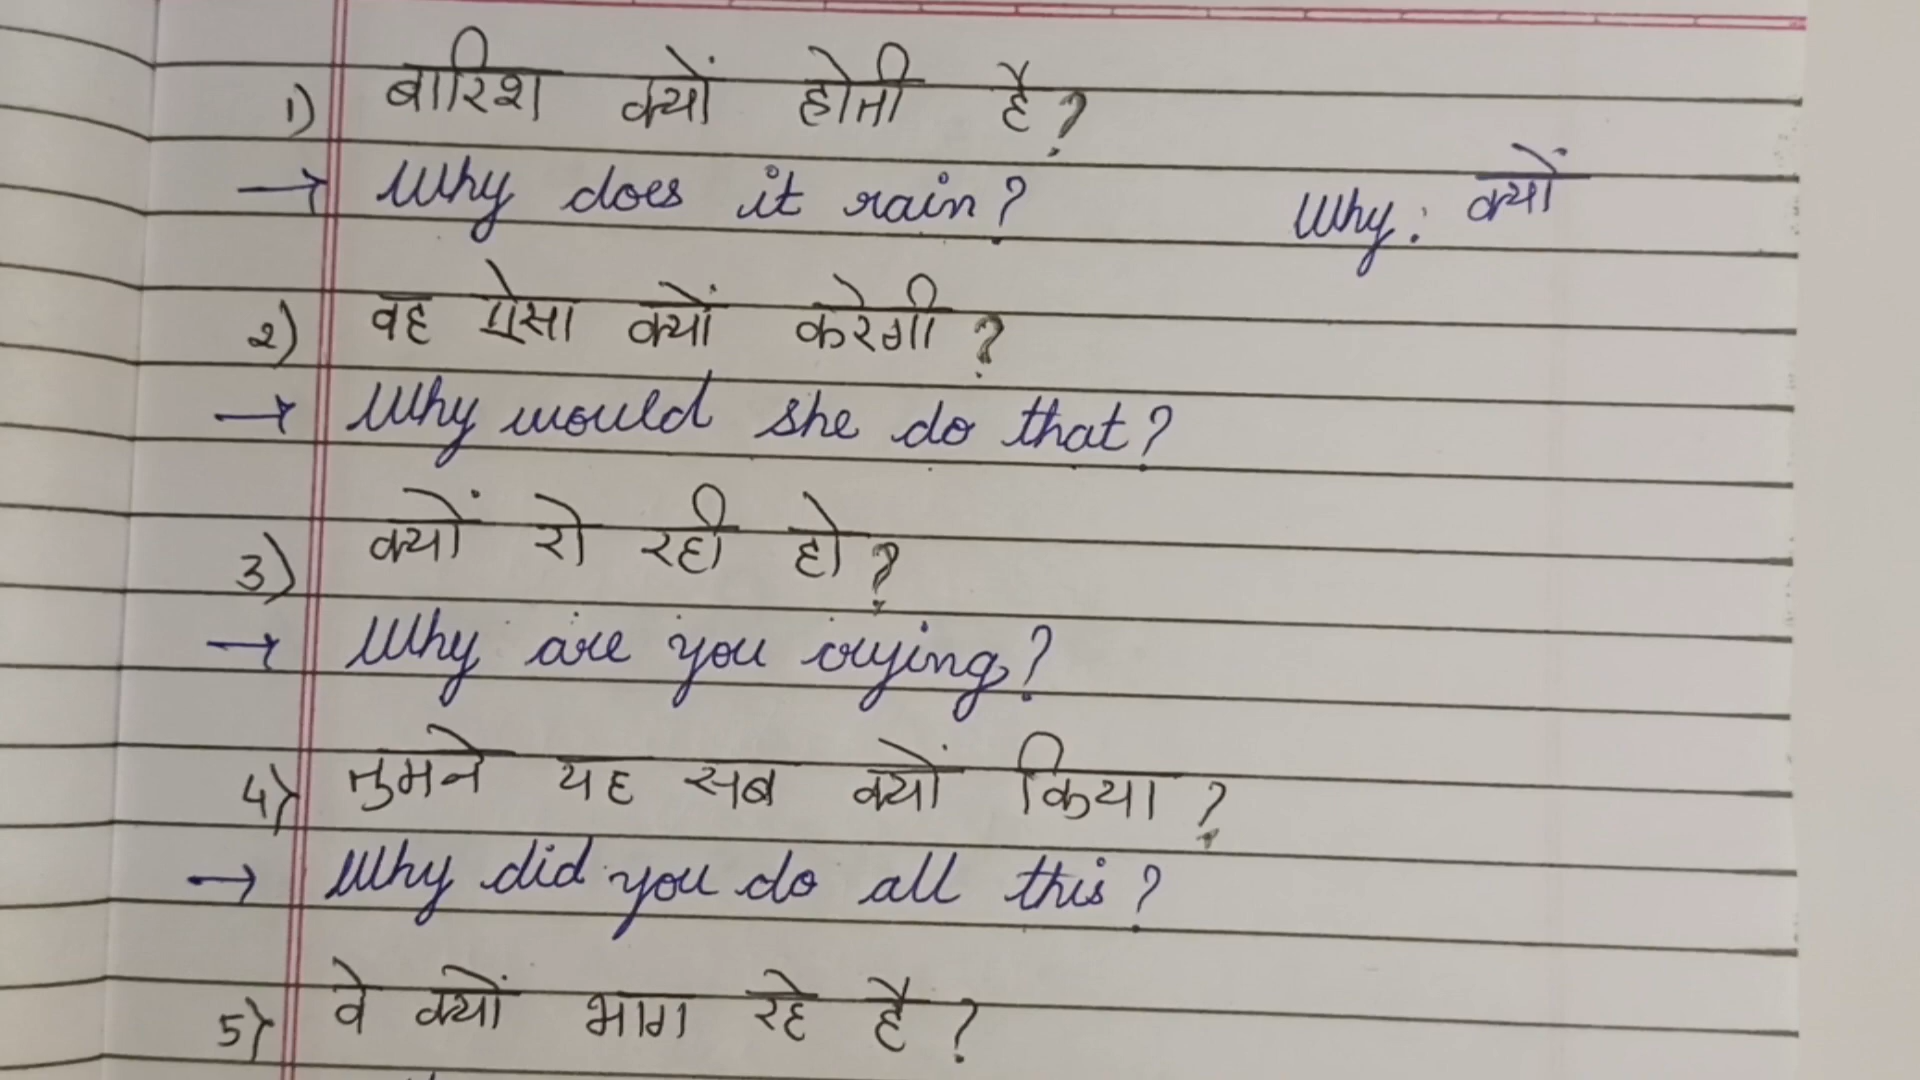 1) बारिश क्यों होती है?
→ Why does it rain?
Why: क्यों
2) वह ऐसा क्यों करेगी?
→ Why would she do that?
3) क्यों रो रही हो?
→ Why are you crying?
4) तुमने यह सब क्यों किया?
→ Why did you do all this?
5) वे क्यों भाग रहे है?